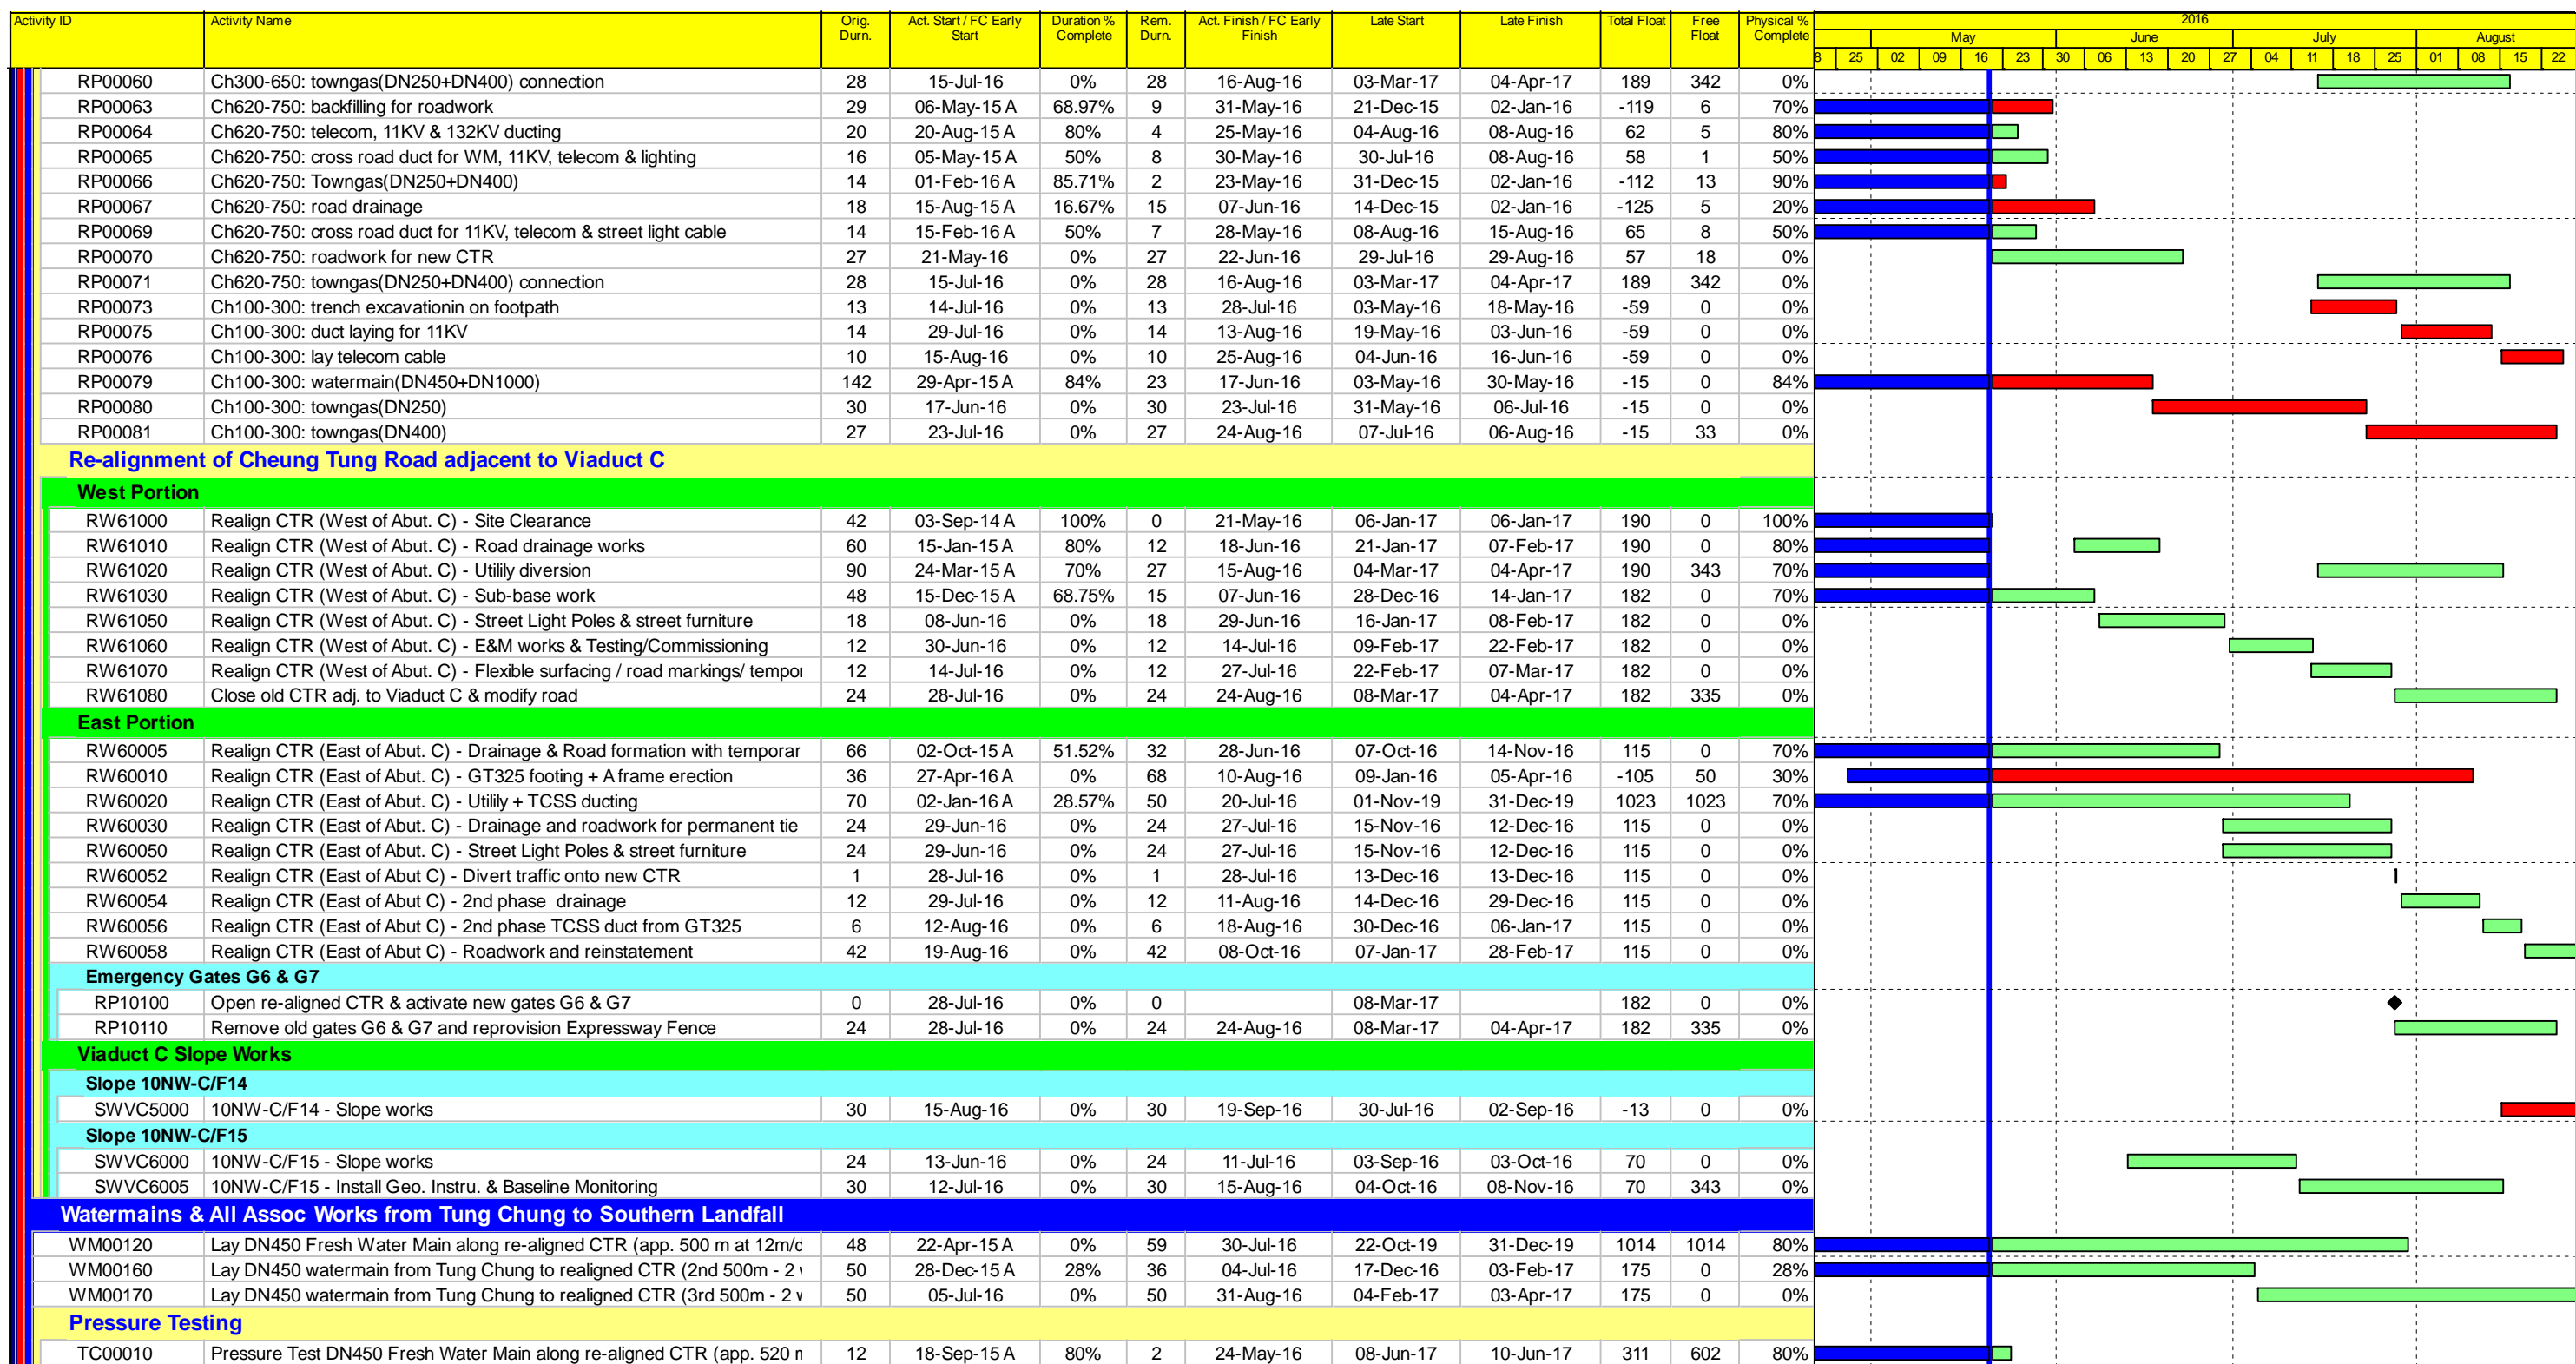 Activity ID Activity Name Orig. Durn. Act. Start / FC Early Start Duration % Complete Rem. Durn. Act. Finish / FC Early Finish Late Start Late Finish Total Float Free Float Physical % Complete 2016
May June July August
8 25 02 09 16 23 30 06 13 20 27 04 11 18 25 01 08 15 22
RP00060 Ch300-650: towngas(DN250+DN400) connection 28 15-Jul-16 0% 28 16-Aug-16 03-Mar-17 04-Apr-17 189 342 0%
RP00063 Ch620-750: backfilling for roadwork 29 06-May-15 A 68.97% 9 31-May-16 21-Dec-15 02-Jan-16 -119 6 70%
RP00064 Ch620-750: telecom, 11KV & 132KV ducting 20 20-Aug-15 A 80% 4 25-May-16 04-Aug-16 08-Aug-16 62 5 80%
RP00065 Ch620-750: cross road duct for WM, 11KV, telecom & lighting 16 05-May-15 A 50% 8 30-May-16 30-Jul-16 08-Aug-16 58 1 50%
RP00066 Ch620-750: Towngas(DN250+DN400) 14 01-Feb-16 A 85.71% 2 23-May-16 31-Dec-15 02-Jan-16 -112 13 90%
RP00067 Ch620-750: road drainage 18 15-Aug-15 A 16.67% 15 07-Jun-16 14-Dec-15 02-Jan-16 -125 5 20%
RP00069 Ch620-750: cross road duct for 11KV, telecom & street light cable 14 15-Feb-16 A 50% 7 28-May-16 08-Aug-16 15-Aug-16 65 8 50%
RP00070 Ch620-750: roadwork for new CTR 27 21-May-16 0% 27 22-Jun-16 29-Jul-16 29-Aug-16 57 18 0%
RP00071 Ch620-750: towngas(DN250+DN400) connection 28 15-Jul-16 0% 28 16-Aug-16 03-Mar-17 04-Apr-17 189 342 0%
RP00073 Ch100-300: trench excavationin on footpath 13 14-Jul-16 0% 13 28-Jul-16 03-May-16 18-May-16 -59 0 0%
RP00075 Ch100-300: duct laying for 11KV 14 29-Jul-16 0% 14 13-Aug-16 19-May-16 03-Jun-16 -59 0 0%
RP00076 Ch100-300: lay telecom cable 10 15-Aug-16 0% 10 25-Aug-16 04-Jun-16 16-Jun-16 -59 0 0%
RP00079 Ch100-300: watermain(DN450+DN1000) 142 29-Apr-15 A 84% 23 17-Jun-16 03-May-16 30-May-16 -15 0 84%
RP00080 Ch100-300: towngas(DN250) 30 17-Jun-16 0% 30 23-Jul-16 31-May-16 06-Jul-16 -15 0 0%
RP00081 Ch100-300: towngas(DN400) 27 23-Jul-16 0% 27 24-Aug-16 07-Jul-16 06-Aug-16 -15 33 0%
Re-alignment of Cheung Tung Road adjacent to Viaduct C
West Portion
RW61000 Realign CTR (West of Abut. C) - Site Clearance 42 03-Sep-14 A 100% 0 21-May-16 06-Jan-17 06-Jan-17 190 0 100%
RW61010 Realign CTR (West of Abut. C) - Road drainage works 60 15-Jan-15 A 80% 12 18-Jun-16 21-Jan-17 07-Feb-17 190 0 80%
RW61020 Realign CTR (West of Abut. C) - Utilily diversion 90 24-Mar-15 A 70% 27 15-Aug-16 04-Mar-17 04-Apr-17 190 343 70%
RW61030 Realign CTR (West of Abut. C) - Sub-base work 48 15-Dec-15 A 68.75% 15 07-Jun-16 28-Dec-16 14-Jan-17 182 0 70%
RW61050 Realign CTR (West of Abut. C) - Street Light Poles & street furniture 18 08-Jun-16 0% 18 29-Jun-16 16-Jan-17 08-Feb-17 182 0 0%
RW61060 Realign CTR (West of Abut. C) - E&M works & Testing/Commissioning 12 30-Jun-16 0% 12 14-Jul-16 09-Feb-17 22-Feb-17 182 0 0%
RW61070 Realign CTR (West of Abut. C) - Flexible surfacing / road markings/ tempo 12 14-Jul-16 0% 12 27-Jul-16 22-Feb-17 07-Mar-17 182 0 0%
RW61080 Close old CTR adj. to Viaduct C & modify road 24 28-Jul-16 0% 24 24-Aug-16 08-Mar-17 04-Apr-17 182 335 0%
East Portion
RW60005 Realign CTR (East of Abut. C) - Drainage & Road formation with temporar 66 02-Oct-15 A 51.52% 32 28-Jun-16 07-Oct-16 14-Nov-16 115 0 70%
RW60010 Realign CTR (East of Abut. C) - GT325 footing + A frame erection 36 27-Apr-16 A 0% 68 10-Aug-16 09-Jan-16 05-Apr-16 -105 50 30%
RW60020 Realign CTR (East of Abut. C) - Utilily + TCSS ducting 70 02-Jan-16 A 28.57% 50 20-Jul-16 01-Nov-19 31-Dec-19 1023 1023 70%
RW60030 Realign CTR (East of Abut. C) - Drainage and roadwork for permanent tie 24 29-Jun-16 0% 24 27-Jul-16 15-Nov-16 12-Dec-16 115 0 0%
RW60050 Realign CTR (East of Abut. C) - Street Light Poles & street furniture 24 29-Jun-16 0% 24 27-Jul-16 15-Nov-16 12-Dec-16 115 0 0%
RW60052 Realign CTR (East of Abut C) - Divert traffic onto new CTR 1 28-Jul-16 0% 1 28-Jul-16 13-Dec-16 13-Dec-16 115 0 0%
RW60054 Realign CTR (East of Abut C) - 2nd phase drainage 12 29-Jul-16 0% 12 11-Aug-16 14-Dec-16 29-Dec-16 115 0 0%
RW60056 Realign CTR (East of Abut C) - 2nd phase TCSS duct from GT325 6 12-Aug-16 0% 6 18-Aug-16 30-Dec-16 06-Jan-17 115 0 0%
RW60058 Realign CTR (East of Abut C) - Roadwork and reinstatement 42 19-Aug-16 0% 42 08-Oct-16 07-Jan-17 28-Feb-17 115 0 0%
Emergency Gates G6 & G7
RP10100 Open re-aligned CTR & activate new gates G6 & G7 0 28-Jul-16 0% 0 08-Mar-17 182 0 0%
RP10110 Remove old gates G6 & G7 and reprovision Expressway Fence 24 28-Jul-16 0% 24 24-Aug-16 08-Mar-17 04-Apr-17 182 335 0%
Viaduct C Slope Works
Slope 10NW-C/F14
SWVC5000 10NW-C/F14 - Slope works 30 15-Aug-16 0% 30 19-Sep-16 30-Jul-16 02-Sep-16 -13 0 0%
Slope 10NW-C/F15
SWVC6000 10NW-C/F15 - Slope works 24 13-Jun-16 0% 24 11-Jul-16 03-Sep-16 03-Oct-16 70 0 0%
SWVC6005 10NW-C/F15 - Install Geo. Instru. & Baseline Monitoring 30 12-Jul-16 0% 30 15-Aug-16 04-Oct-16 08-Nov-16 70 343 0%
Watermains & All Assoc Works from Tung Chung to Southern Landfall
WM00120 Lay DN450 Fresh Water Main along re-aligned CTR (app. 500 m at 12m/c 48 22-Apr-15 A 0% 59 30-Jul-16 22-Oct-19 31-Dec-19 1014 1014 80%
WM00160 Lay DN450 watermain from Tung Chung to realigned CTR (2nd 500m - 2 50 28-Dec-15 A 28% 36 04-Jul-16 17-Dec-16 03-Feb-17 175 0 28%
WM00170 Lay DN450 watermain from Tung Chung to realigned CTR (3rd 500m - 2 50 05-Jul-16 0% 50 31-Aug-16 04-Feb-17 03-Apr-17 175 0 0%
Pressure Testing
TC00010 Pressure Test DN450 Fresh Water Main along re-aligned CTR (app. 520 12 18-Sep-15 A 80% 2 24-May-16 08-Jun-17 10-Jun-17 311 602 80%